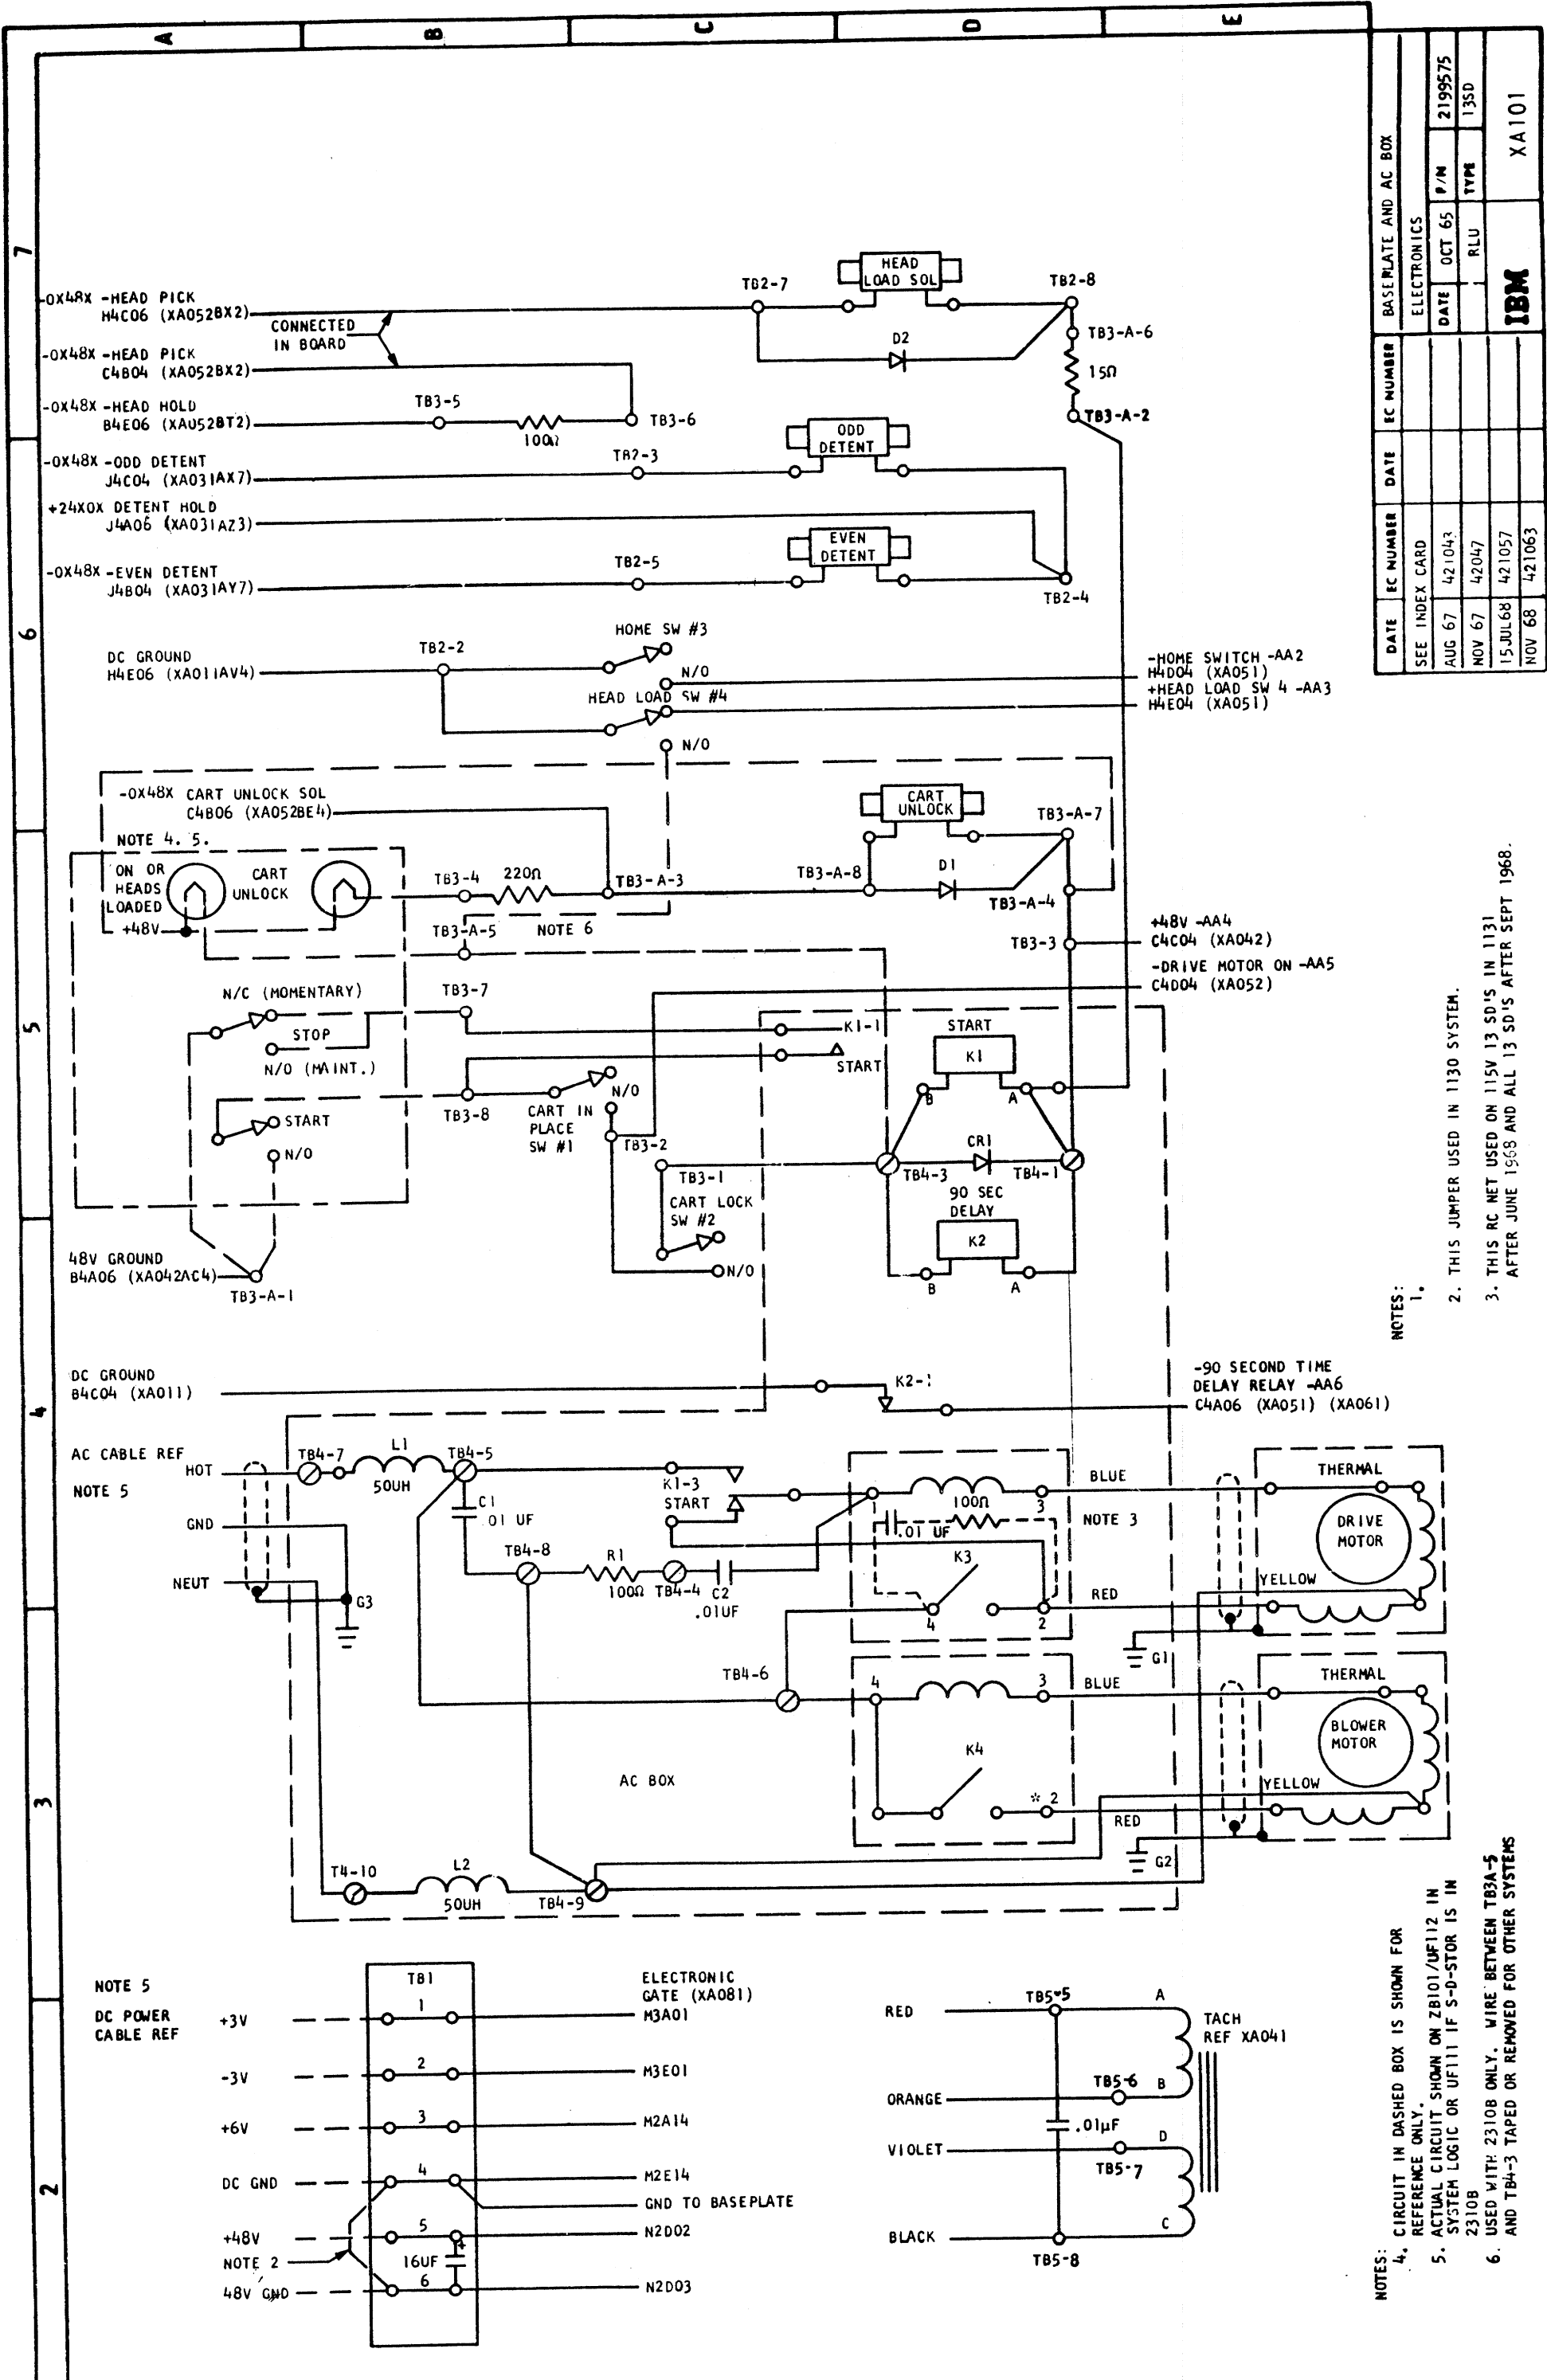 A
B
C
D
E
7
6
5
4
3
2
-0X48X -HEAD PICK
H4C06 (XA052BX2)
CONNECTED
IN BOARD
-0X48X -HEAD PICK
C4B04 (XA052BX2)
-0X48X -HEAD HOLD
B4E06 (XA052BT2)
TB3-5
100Ω
TB3-6
TB2-7
HEAD
LOAD SOL
TB2-8
D2
TB3-A-6
15Ω
TB3-A-2
-0X48X -ODD DETENT
J4C04 (XA031AX7)
TB2-3
ODD
DETENT
+24X0X DETENT HOLD
J4A06 (XA031AZ3)
-0X48X -EVEN DETENT
J4B04 (XA031AY7)
TB2-5
EVEN
DETENT
TB2-4
DC GROUND
H4E06 (XA011AV4)
TB2-2
HOME SW #3
N/O
HEAD LOAD SW #4
N/O
-HOME SWITCH -AA2
H4D04 (XA051)
+HEAD LOAD SW 4 -AA3
H4E04 (XA051)
-0X48X CART UNLOCK SOL
C4B06 (XA052BE4)
NOTE 4. 5.
ON OR
HEADS
LOADED
CART
UNLOCK
+48V
TB3-4
220Ω
TB3-A-3
TB3-A-5
NOTE 6
CART
UNLOCK
TB3-A-7
TB3-A-8
D1
TB3-A-4
TB3-3
+48V -AA4
C4C04 (XA042)
-DRIVE MOTOR ON -AA5
C4D04 (XA052)
N/C (MOMENTARY)
STOP
N/O (MAINT.)
TB3-7
START
N/O
TB3-8
CART IN
PLACE
SW #1
N/O
TB3-2
K1-1
START
START
K1
B
A
CR1
TB4-3
TB4-1
90 SEC
DELAY
K2
B
A
TB3-1
CART LOCK
SW #2
N/O
48V GROUND
B4A06 (XA042AC4)
TB3-A-1
DC GROUND
B4C04 (XA011)
K2-1
-90 SECOND TIME
DELAY RELAY -AA6
C4A06 (XA051) (XA061)
AC CABLE REF
HOT
NOTE 5
GND
NEUT
G3
TB4-7
L1
50UH
TB4-5
C1
.01 UF
TB4-8
R1
100Ω
TB4-4
C2
.01UF
K1-3
START
1
100Ω
3
.01 UF
K3
4
2
BLUE
NOTE 3
RED
THERMAL
DRIVE
MOTOR
YELLOW
G1
TB4-6
4
3
BLUE
K4
* 2
RED
THERMAL
BLOWER
MOTOR
YELLOW
G2
AC BOX
T4-10
L2
50UH
TB4-9
NOTE 5
DC POWER
CABLE REF
TB1
ELECTRONIC
GATE (XA081)
+3V
1
M3A01
-3V
2
M3E01
+6V
3
M2A14
DC GND
4
M2E14
GND TO BASEPLATE
+48V
5
N2D02
NOTE 2
16UF
+
48V GND
6
N2D03
RED
TB5-5
A
TACH
REF XA041
ORANGE
TB5-6
B
.01µF
VIOLET
TB5-7
D
BLACK
TB5-8
C
DATE EC NUMBER DATE EC NUMBER BASEPLATE AND AC BOX
SEE INDEX CARD ELECTRONICS
AUG 67 421043 DATE OCT 65 P/N 2199575
NOV 67 42047 RLU TYPE 13SD
15JUL68 421057
NOV 68 421063
IBM
XA101
NOTES:
1.
2. THIS JUMPER USED IN 1130 SYSTEM.
3. THIS RC NET USED ON 115V 13 SD'S IN 1131
AFTER JUNE 1968 AND ALL 13 SD'S AFTER SEPT 1968.
NOTES:
4. CIRCUIT IN DASHED BOX IS SHOWN FOR
REFERENCE ONLY.
5. ACTUAL CIRCUIT SHOWN ON ZB101/UF112 IN
SYSTEM LOGIC OR UF111 IF S-D-STOR IS IN
2310B
6. USED WITH 2310B ONLY. WIRE BETWEEN TB3A-5
AND TB4-3 TAPED OR REMOVED FOR OTHER SYSTEMS